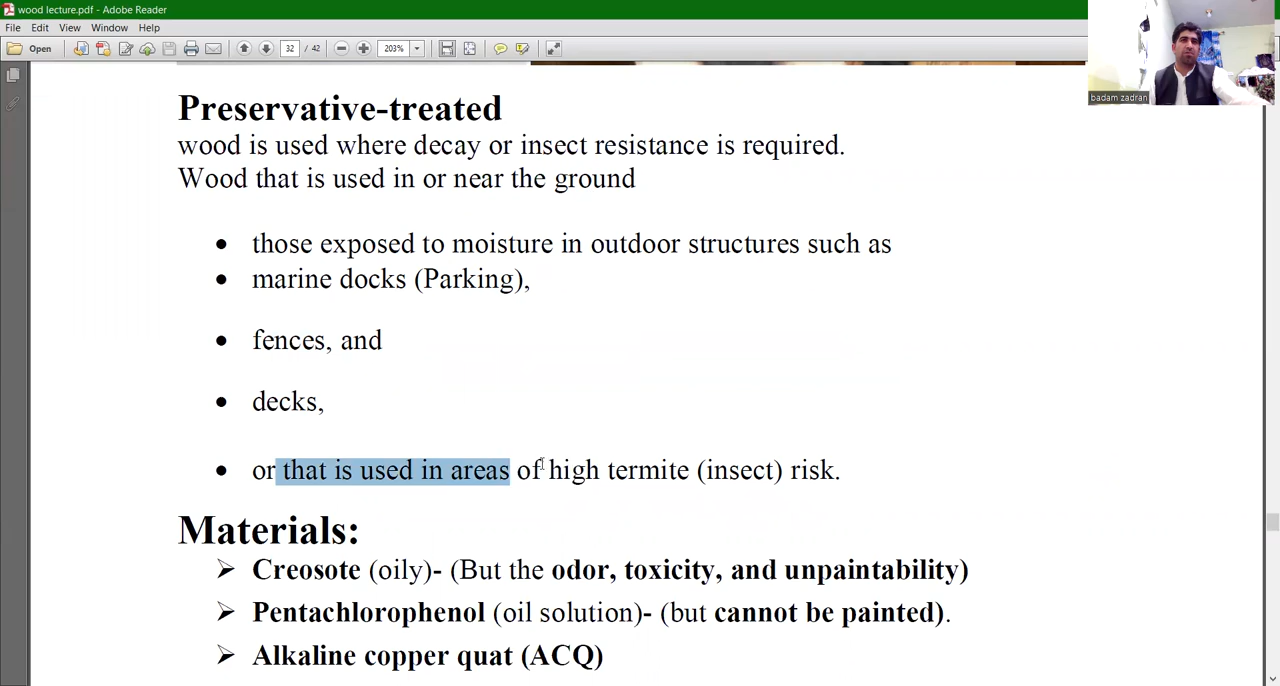 wood lecture.pdf - Adobe Reader
File Edit View Window Help
Open 32 / 42 203%
badam zadran
Preservative-treated
wood is used where decay or insect resistance is required.
Wood that is used in or near the ground
• those exposed to moisture in outdoor structures such as
• marine docks (Parking),
• fences, and
• decks,
• or that is used in areas of high termite (insect) risk.
Materials:
➢ Creosote (oily)- (But the odor, toxicity, and unpaintability)
➢ Pentachlorophenol (oil solution)- (but cannot be painted).
➢ Alkaline copper quat (ACQ)